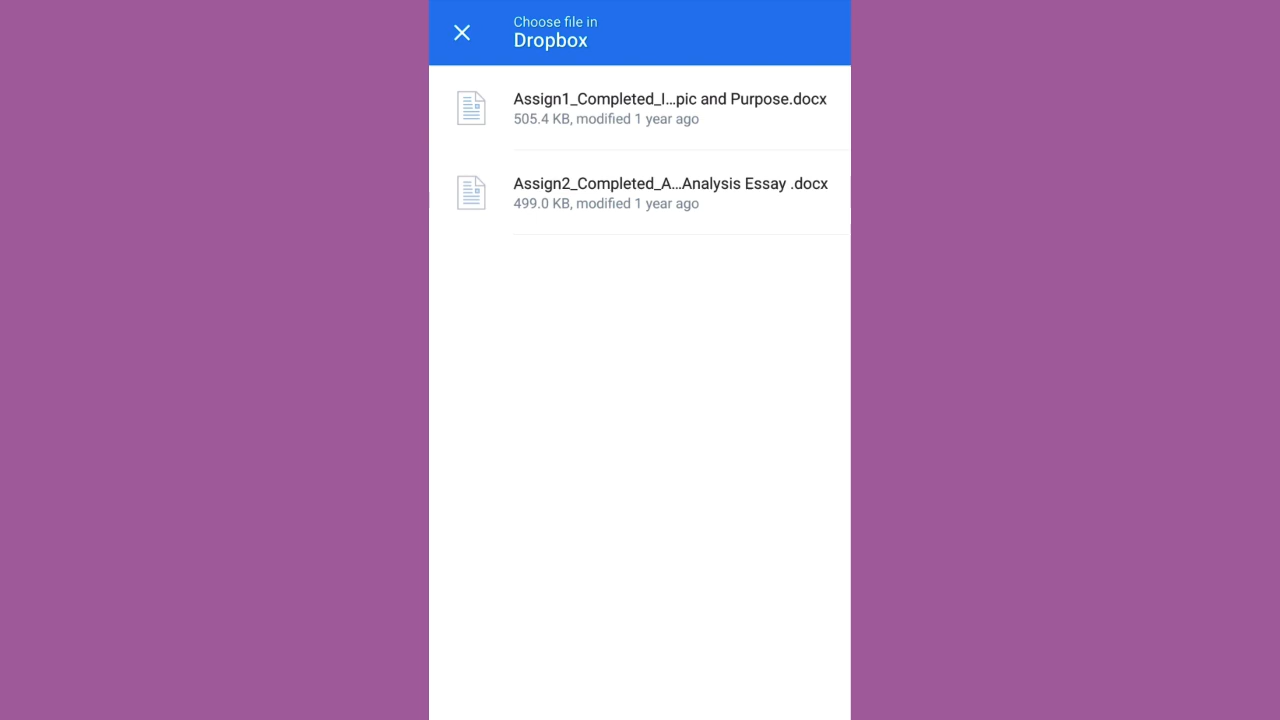 Choose file in
Dropbox
Assign1_Completed_I...pic and Purpose.docx
505.4 KB, modified 1 year ago
Assign2_Completed_A...Analysis Essay .docx
499.0 KB, modified 1 year ago